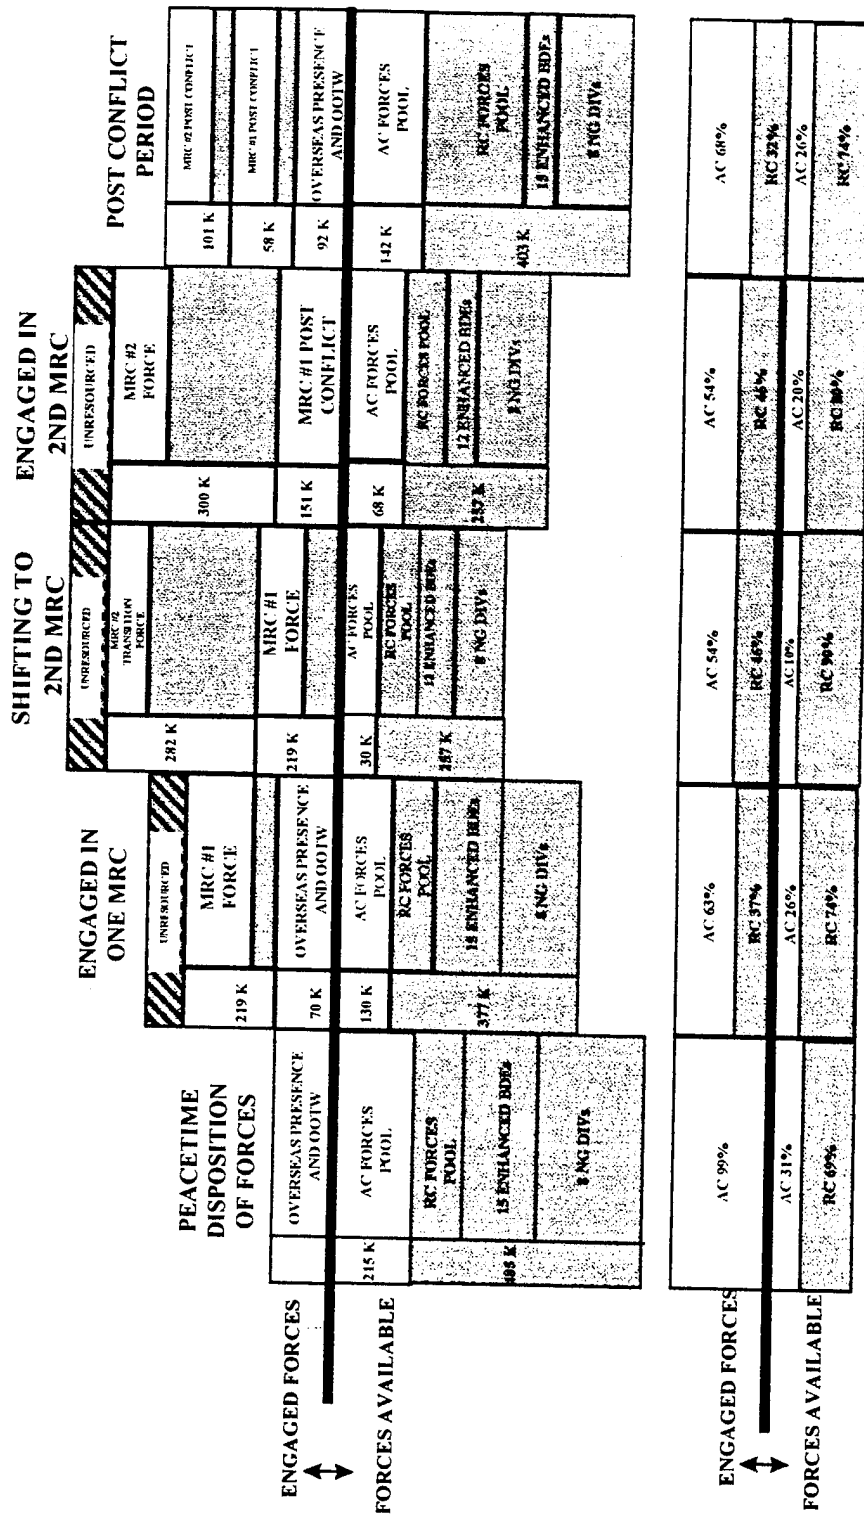 PEACETIME
DISPOSITION
OF FORCES
ENGAGED IN
ONE MRC
SHIFTING TO
2ND MRC
ENGAGED IN
2ND MRC
POST CONFLICT
PERIOD
ENGAGED FORCES
FORCES AVAILABLE
OVERSEAS PRESENCE
AND OOTW
215 K
AC FORCES
POOL
RC FORCES
POOL
15 ENHANCED BDEs
8 NG DIVs
UNRESOURCED
219 K
MRC #1
FORCE
70 K
OVERSEAS PRESENCE
AND OOTW
130 K
AC FORCES
POOL
377 K
RC FORCES
POOL
15 ENHANCED BDEs
8 NG DIVs
UNRESOURCED
282 K
MRC #2
TRANSITION
FORCE
219 K
MRC #1
FORCE
30 K
AC FORCES
POOL
RC FORCES
POOL
12 ENHANCED BDEs
8 NG DIVs
UNRESOURCED
300 K
MRC #2
FORCE
151 K
MRC #1 POST
CONFLICT
68 K
AC FORCES
POOL
RC FORCES POOL
12 ENHANCED BDEs
NG DIVs
101 K
MRC #2 POST CONFLICT
58 K
MRC #1 POST CONFLICT
92 K
OVERSEAS PRESENCE
AND OOTW
142 K
AC FORCES
POOL
403 K
RC FORCES
POOL
15 ENHANCED BDEs
8 NG DIVs
ENGAGED FORCES
FORCES AVAILABLE
AC 99%
AC 31%
RC 69%
AC 63%
RC 37%
AC 26%
RC 74%
AC 54%
RC 46%
AC 10%
RC 90%
AC 54%
RC 46%
AC 20%
RC 80%
AC 68%
RC 32%
AC 26%
RC 74%